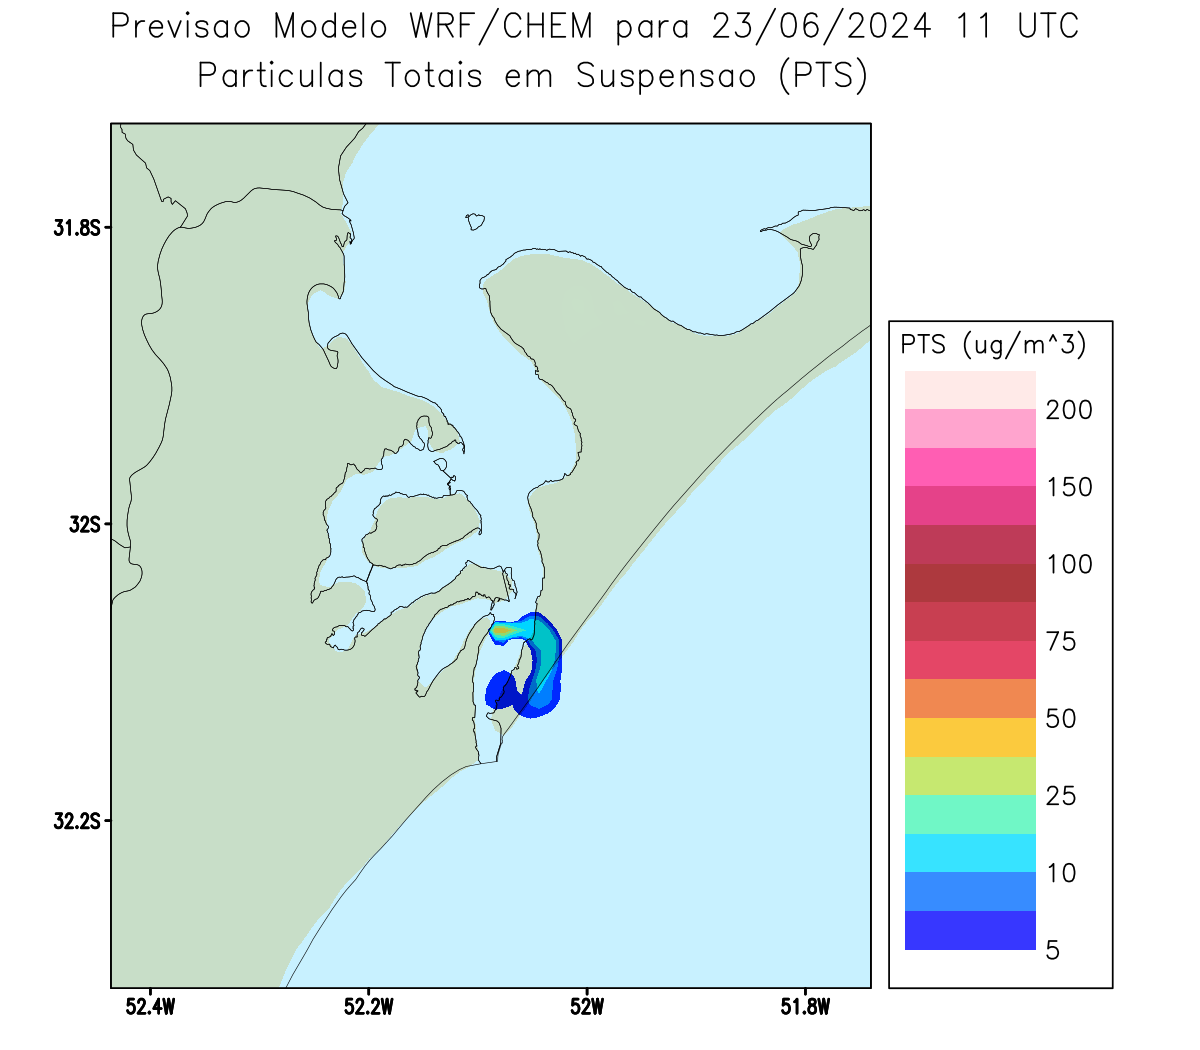 Previsao Modelo WRF/CHEM para 23/06/2024 11 UTC
Particulas Totais em Suspensao (PTS)
31.8S
32S
32.2S
52.4W
52.2W
52W
51.8W
PTS (ug/m^3)
200
150
100
75
50
25
10
5